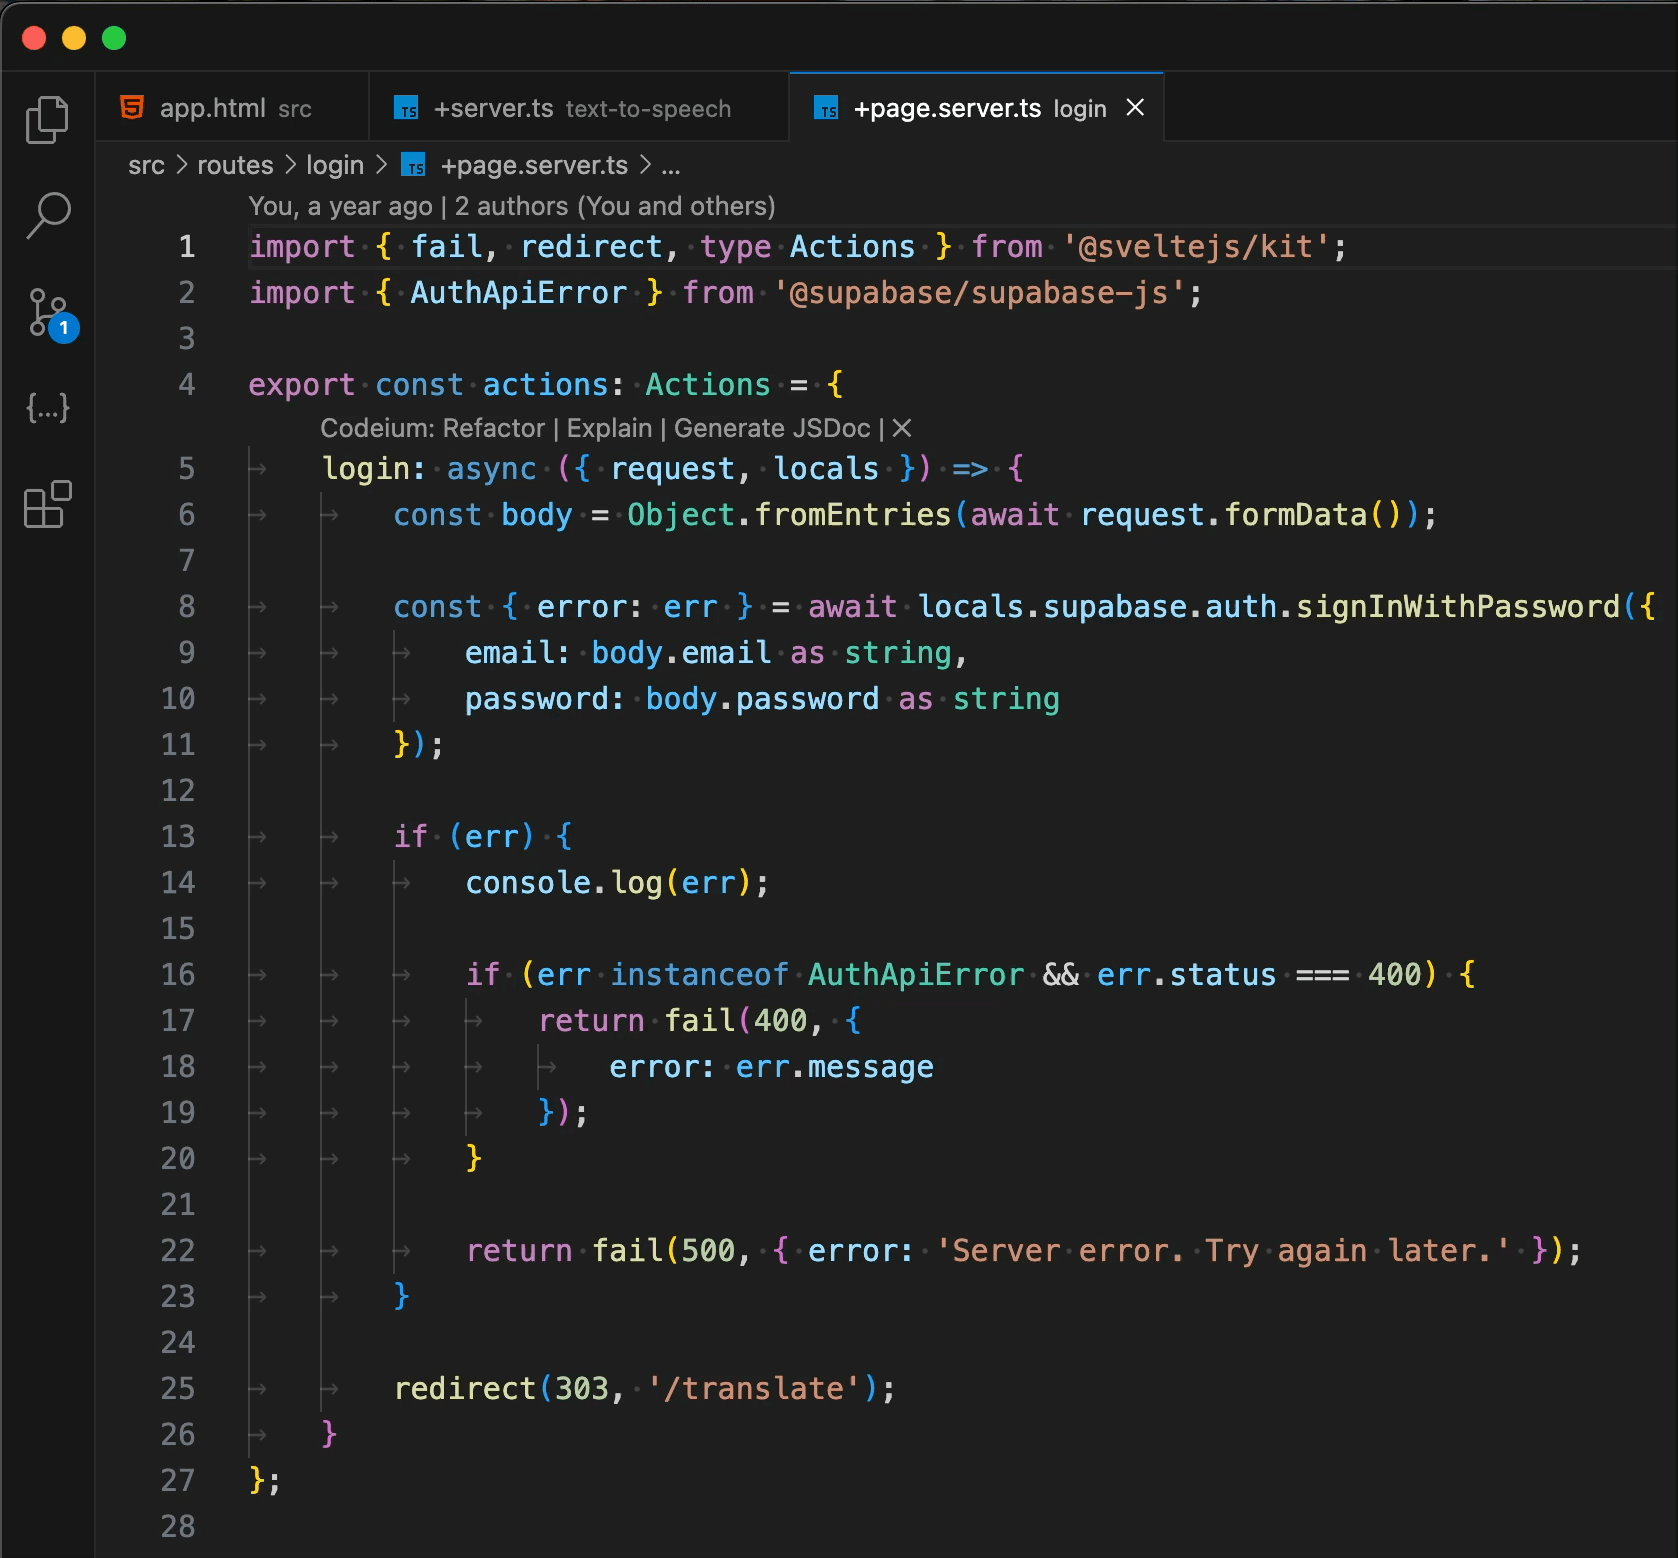 app.html src
TS +server.ts text-to-speech
TS +page.server.ts login
src > routes > login > TS +page.server.ts > ...
You, a year ago | 2 authors (You and others)
1 import { fail, redirect, type Actions } from '@sveltejs/kit';
2 import { AuthApiError } from '@supabase/supabase-js';
3
4 export const actions: Actions = {
Codeium: Refactor | Explain | Generate JSDoc | ✕
5 login: async ({ request, locals }) => {
6 const body = Object.fromEntries(await request.formData());
7
8 const { error: err } = await locals.supabase.auth.signInWithPassword({
9 email: body.email as string,
10 password: body.password as string
11 });
12
13 if (err) {
14 console.log(err);
15
16 if (err instanceof AuthApiError && err.status === 400) {
17 return fail(400, {
18 error: err.message
19 });
20 }
21
22 return fail(500, { error: 'Server error. Try again later.' });
23 }
24
25 redirect(303, '/translate');
26 }
27 };
28
1
{...}